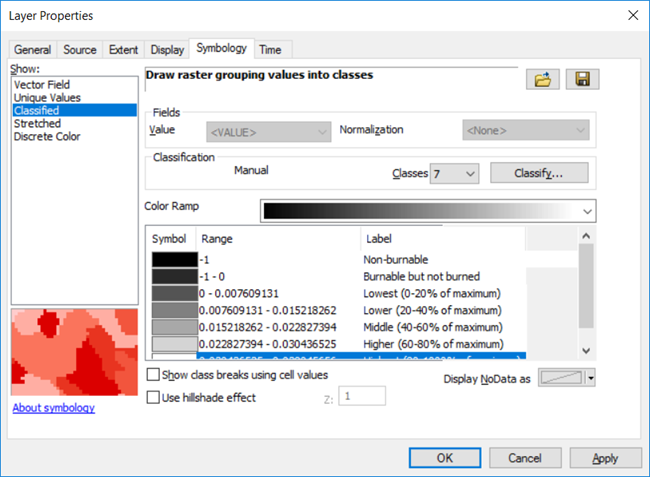 Layer Properties
General Source Extent Display Symbology Time
Show:
Vector Field
Unique Values
Classified
Stretched
Discrete Color
About symbology
Draw raster grouping values into classes
Fields
Value <VALUE> Normalization <None>
Classification
Manual Classes 7 Classify...
Color Ramp
Symbol Range Label
-1 Non-burnable
-1 - 0 Burnable but not burned
0 - 0.007609131 Lowest (0-20% of maximum)
0.007609131 - 0.015218262 Lower (20-40% of maximum)
0.015218262 - 0.022827394 Middle (40-60% of maximum)
0.022827394 - 0.030436525 Higher (60-80% of maximum)
Show class breaks using cell values Display NoData as
Use hillshade effect Z: 1
OK Cancel Apply